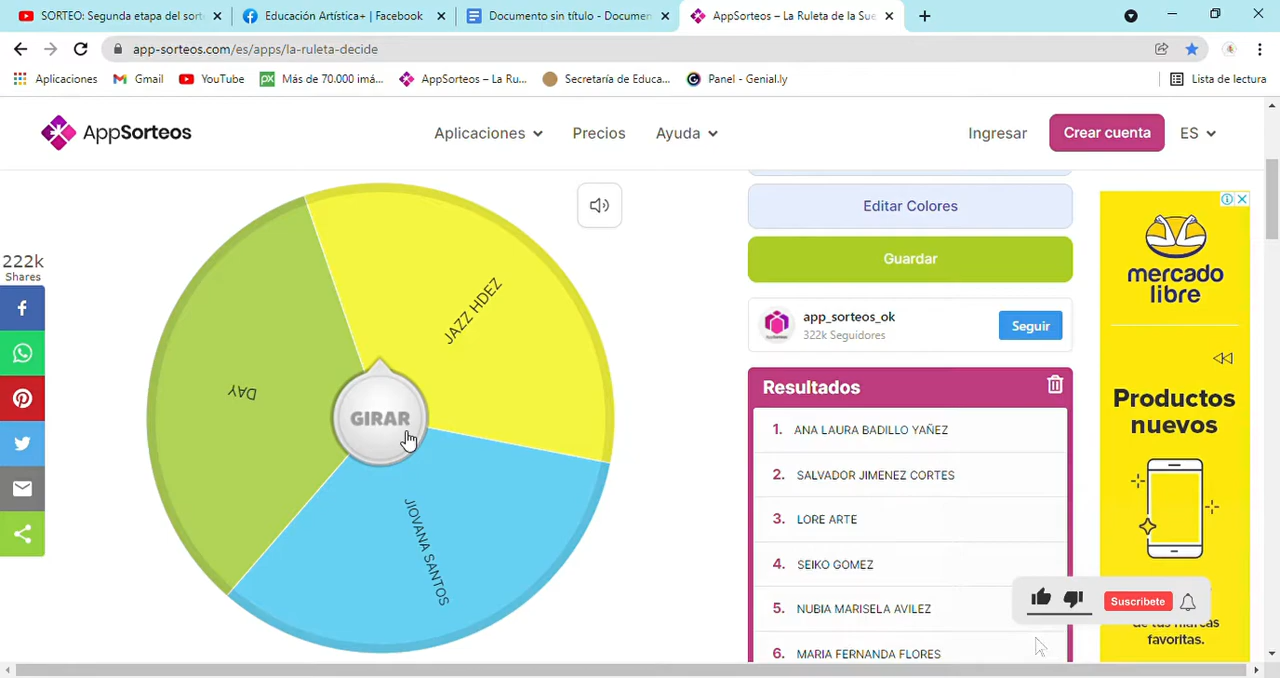 SORTEO: Segunda etapa del sort
Educación Artística+ | Facebook
Documento sin título - Documen
AppSorteos – La Ruleta de la Sue
app-sorteos.com/es/apps/la-ruleta-decide
Aplicaciones
Gmail
YouTube
Más de 70.000 imá...
AppSorteos – La Ru...
Secretaría de Educa...
Panel - Genial.ly
Lista de lectura
AppSorteos
Aplicaciones
Precios
Ayuda
Ingresar
Crear cuenta
ES
222k
Shares
JAZZ HDEZ
DAY
GIRAR
JIOVANA SANTOS
Editar Colores
Guardar
app_sorteos_ok
322k Seguidores
Seguir
Resultados
1. ANA LAURA BADILLO YAÑEZ
2. SALVADOR JIMENEZ CORTES
3. LORE ARTE
4. SEIKO GOMEZ
5. NUBIA MARISELA AVILEZ
6. MARIA FERNANDA FLORES
mercado
libre
Productos
nuevos
Suscríbete
de tus marcas
favoritas.